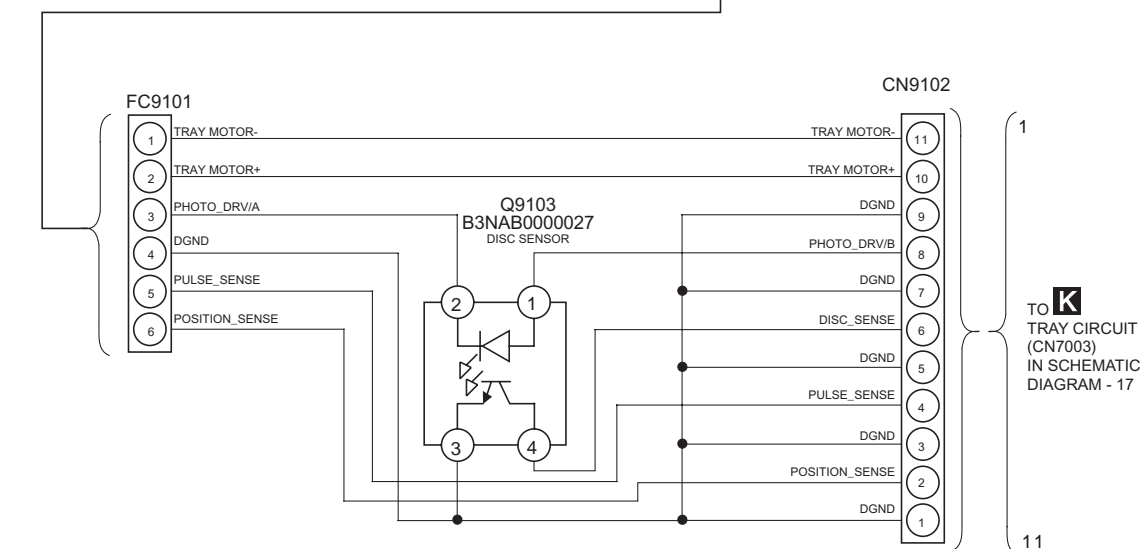 FC9101
1 TRAY MOTOR-
2 TRAY MOTOR+
3 PHOTO_DRV/A
4 DGND
5 PULSE_SENSE
6 POSITION_SENSE
Q9103
B3NAB0000027
DISC SENSOR
2 1
3 4
CN9102
TRAY MOTOR- 11
TRAY MOTOR+ 10
DGND 9
PHOTO_DRV/B 8
DGND 7
DISC_SENSE 6
DGND 5
PULSE_SENSE 4
DGND 3
POSITION_SENSE 2
DGND 1
1
TO K
TRAY CIRCUIT
(CN7003)
IN SCHEMATIC
DIAGRAM - 17
11